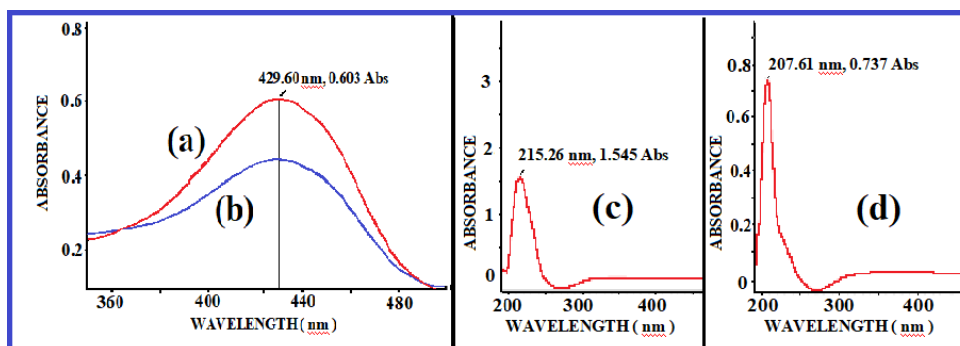 0.8
0.6
0.4
0.2
ABSORBANCE
429.60 nm, 0.603 Abs
(a)
(b)
360
400
440
480
WAVELENGTH ( nm )
3
2
1
0
ABSORBANCE
215.26 nm, 1.545 Abs
(c)
200
300
400
WAVELENGTH ( nm )
0.8
0.6
0.4
0.2
0
ABSORBANCE
207.61 nm, 0.737 Abs
(d)
200
300
400
WAVELENGTH ( nm )